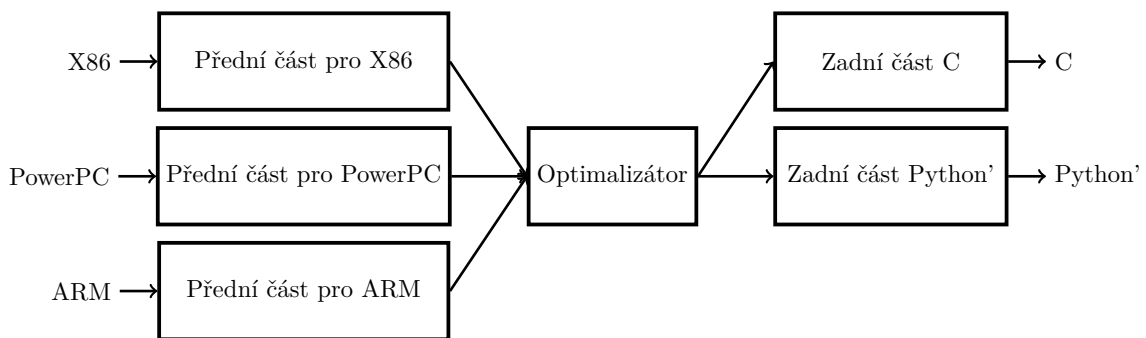 X86
Přední část pro X86
Zadní část C
C
PowerPC
Přední část pro PowerPC
Optimalizátor
Zadní část Python'
Python'
ARM
Přední část pro ARM